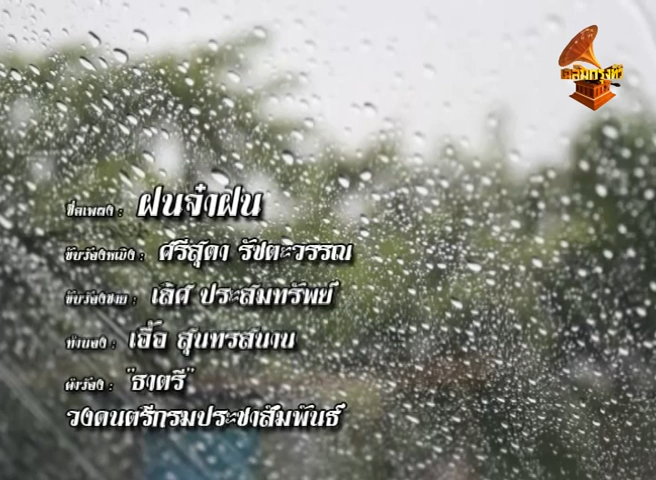 ชื่อเพลง : ฝนจ๋าฝน
ขับร้องหญิง : ศรีสุดา รัชตะวรรณ
ขับร้องชาย : เลิศ ประสมทรัพย์
ทำนอง : เอื้อ สุนทรสนาน
คำร้อง : "ธาตรี"
วงดนตรีกรมประชาสัมพันธ์